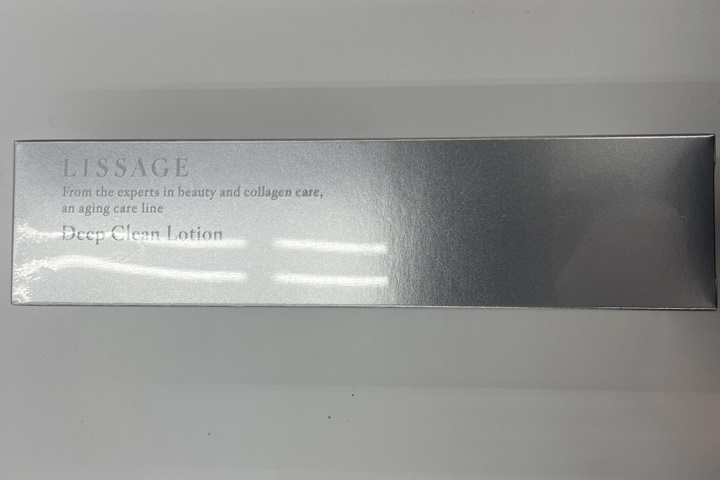 LISSAGE
From the experts in beauty and collagen care,
an aging care line
Deep Clean Lotion